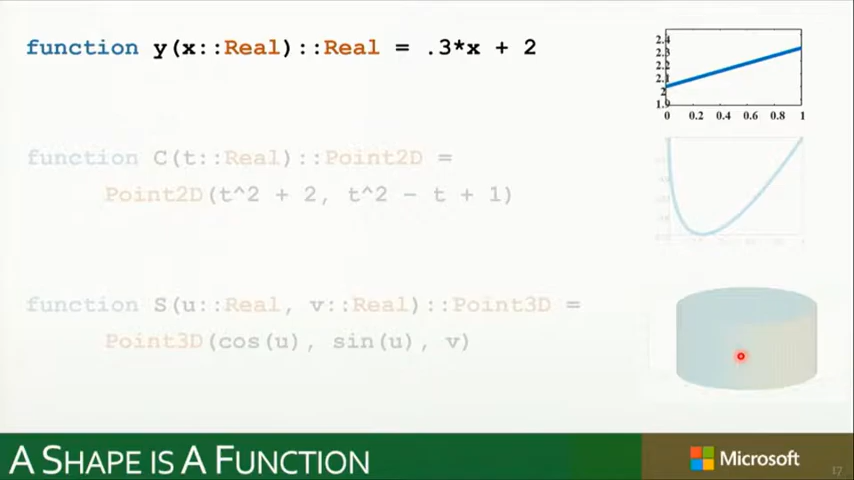 function y(x::Real)::Real = .3*x + 2
2.4
2.3
2.2
2.1
2
1.9
0 0.2 0.4 0.6 0.8 1
function C(t::Real)::Point2D =
Point2D(t^2 + 2, t^2 - t + 1)
function S(u::Real, v::Real)::Point3D =
Point3D(cos(u), sin(u), v)
A SHAPE IS A FUNCTION
Microsoft
17